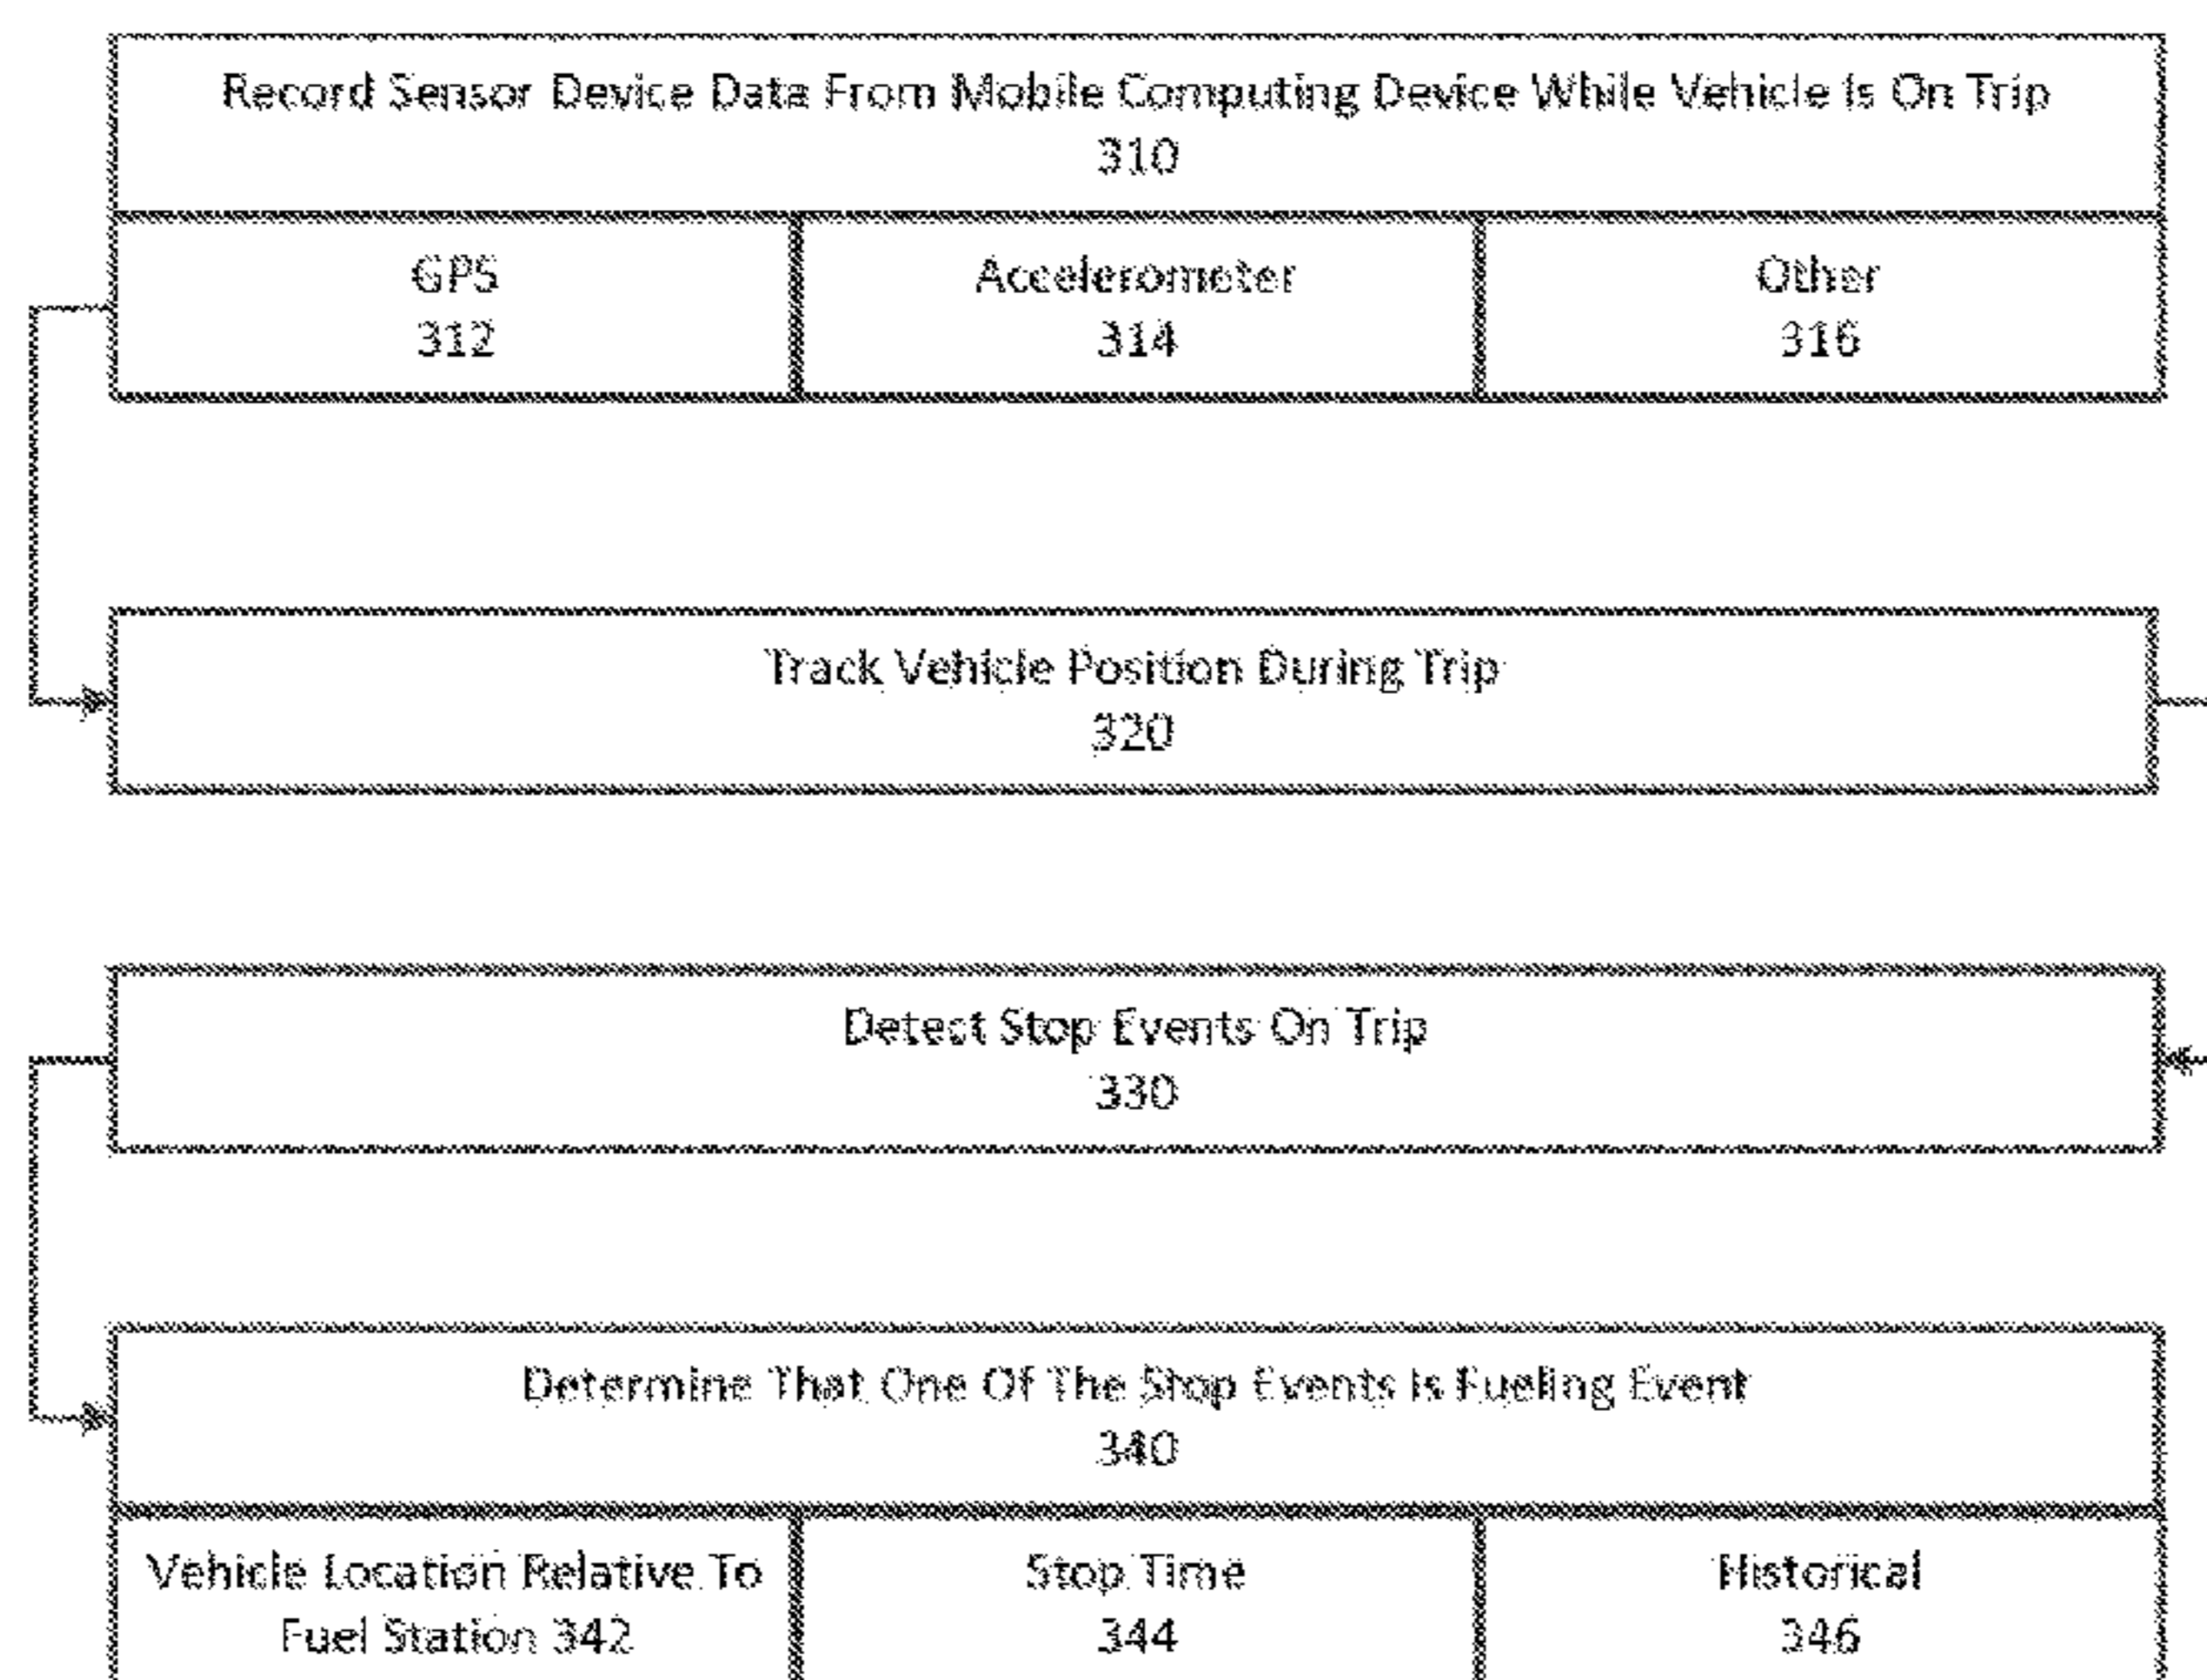 Record Sensor Device Data From Mobile Computing Device While Vehicle Is On Trip
310
GPS
312
Accelerometer
314
Other
316
Track Vehicle Position During Trip
320
Detect Stop Events On Trip
330
Determine That One Of The Stop Events Is Fueling Event
340
Vehicle Location Relative To
Fuel Station 342
Stop Time
344
Historical
346